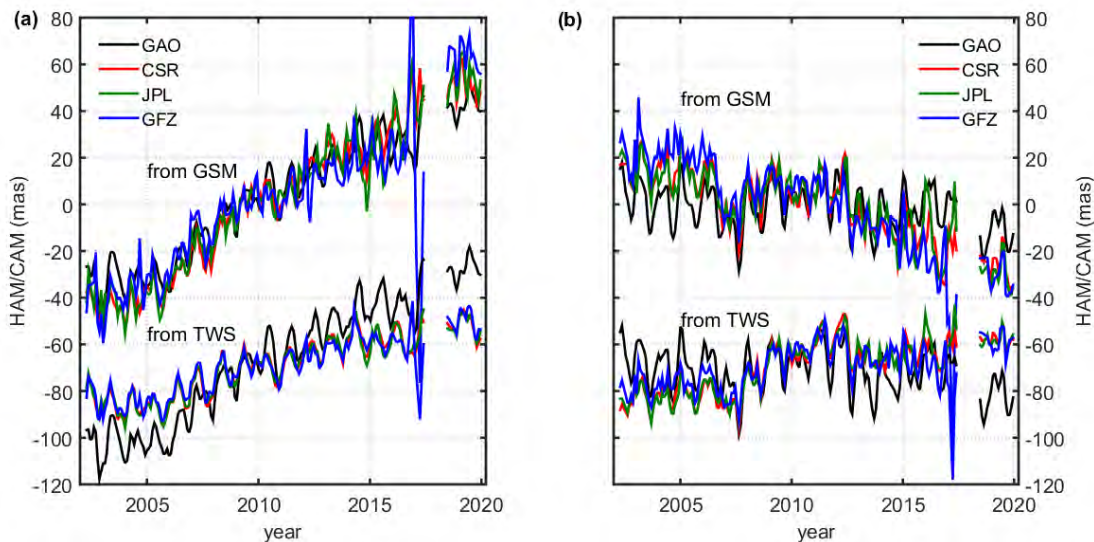 (a)
80
60
40
20
0
-20
-40
-60
-80
-100
-120
HAM/CAM (mas)
GAO
CSR
JPL
GFZ
from GSM
from TWS
2005
2010
2015
2020
year
(b)
GAO
CSR
JPL
GFZ
from GSM
from TWS
80
60
40
20
0
-20
-40
-60
-80
-100
-120
HAM/CAM (mas)
2005
2010
2015
2020
year